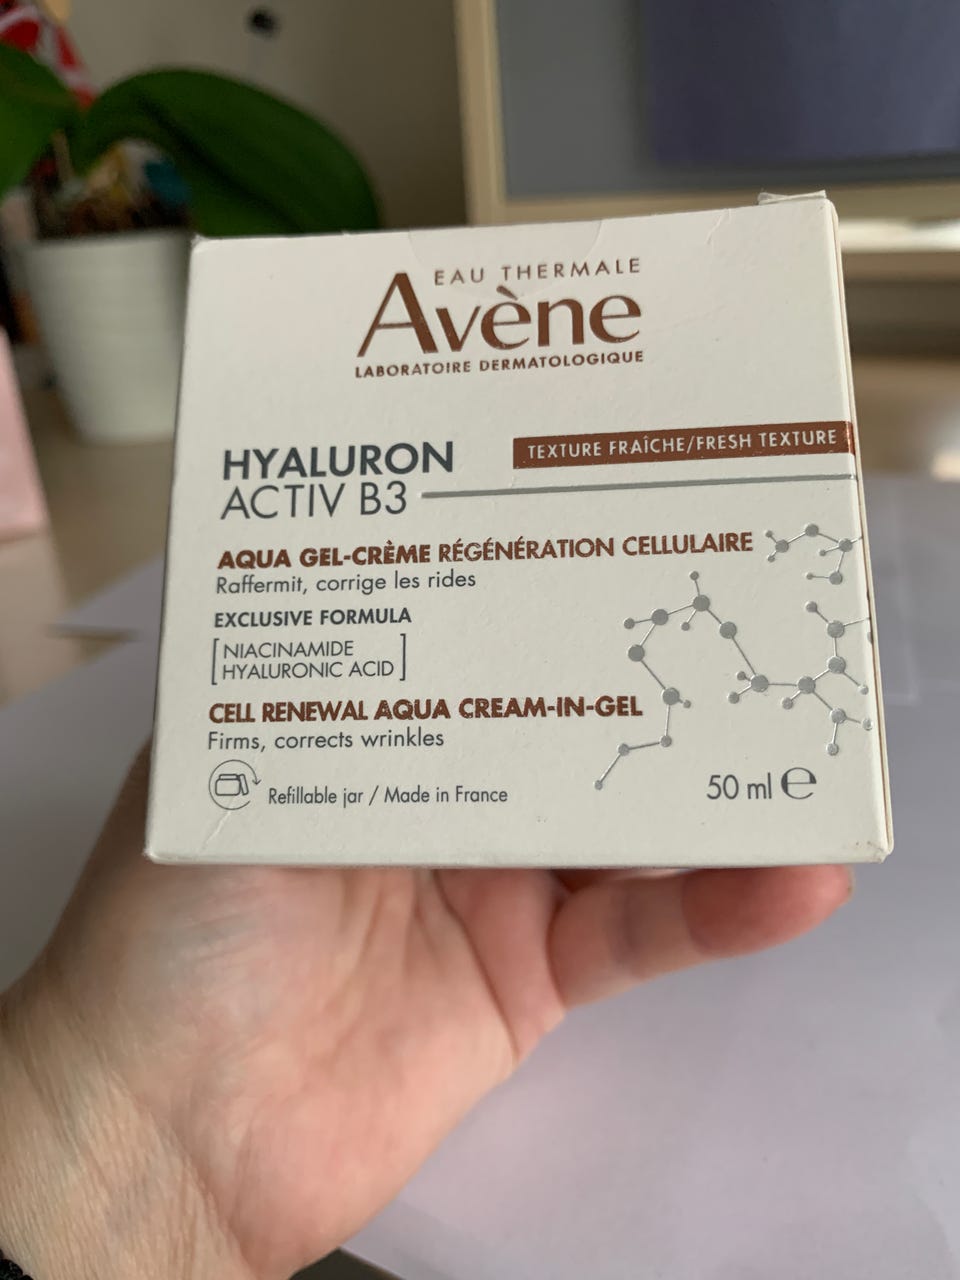 EAU THERMALE
Avène
LABORATOIRE DERMATOLOGIQUE
HYALURON
TEXTURE FRAÎCHE/FRESH TEXTURE
ACTIV B3
AQUA GEL-CRÈME RÉGÉNÉRATION CELLULAIRE
Raffermit, corrige les rides
EXCLUSIVE FORMULA
[NIACINAMIDE
HYALURONIC ACID]
CELL RENEWAL AQUA CREAM-IN-GEL
Firms, corrects wrinkles
Refillable jar / Made in France
50 ml ℮